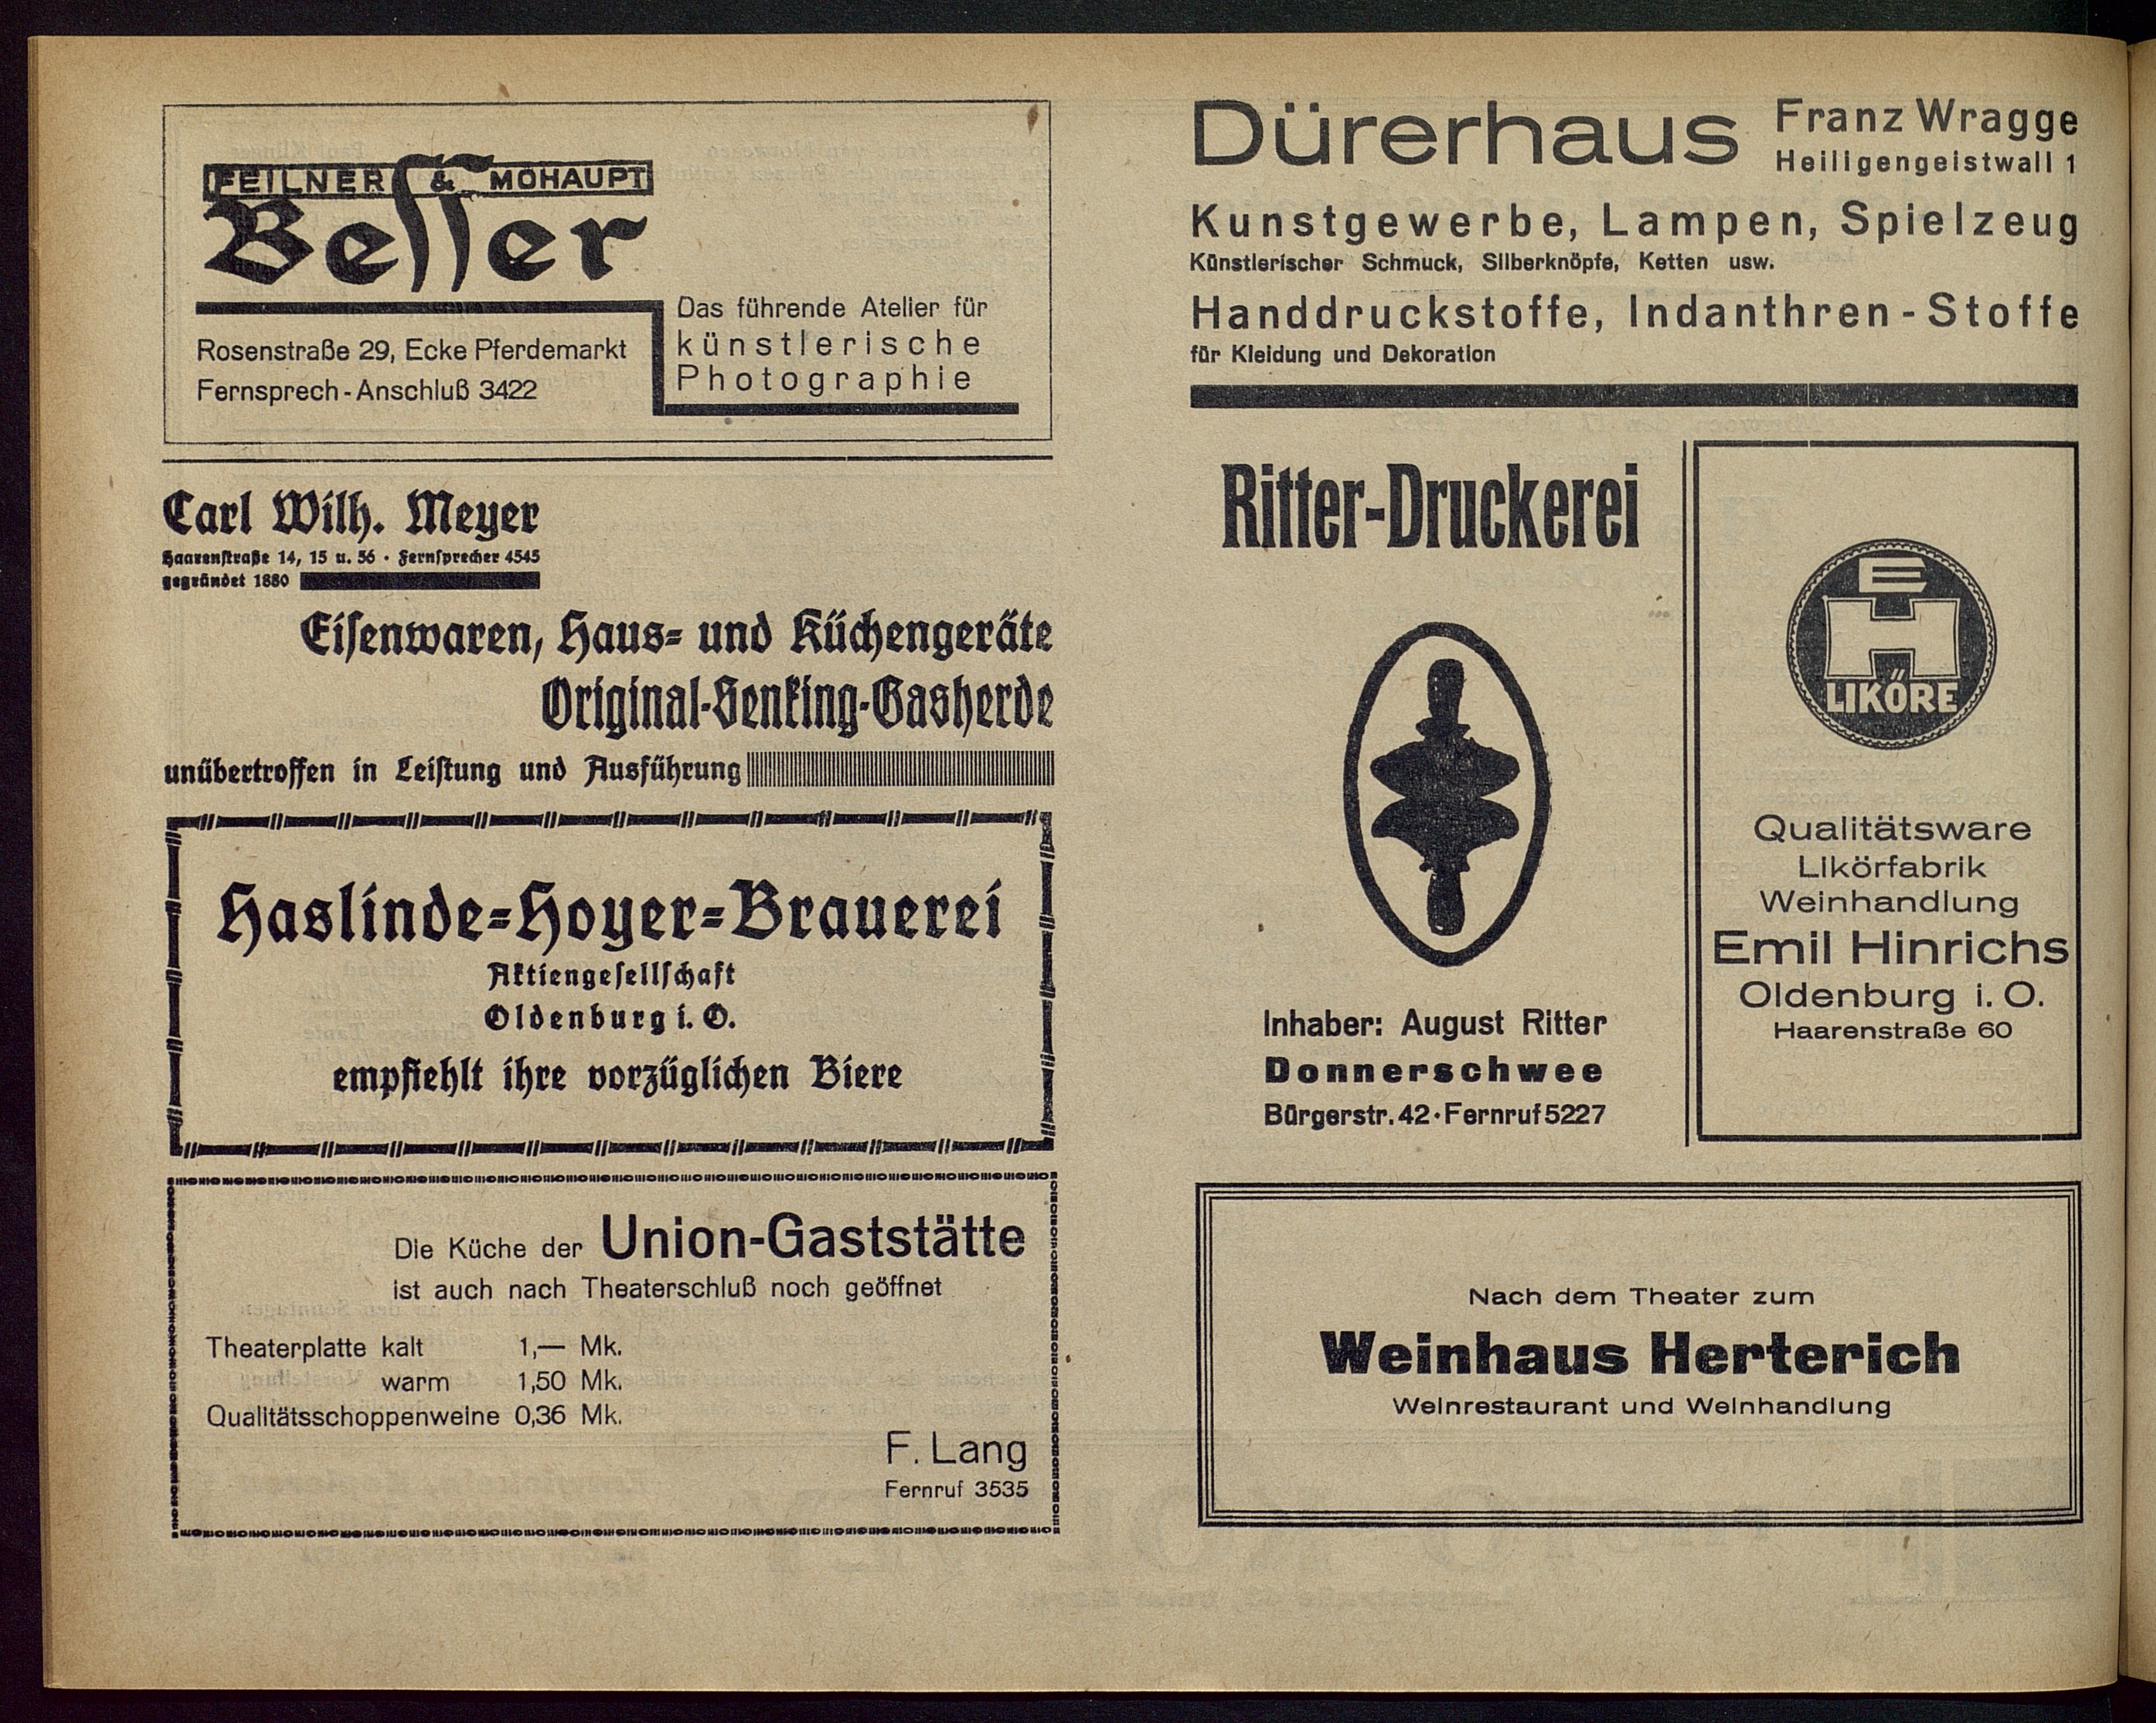 FEILNER & MOHAUPT
Besser
Rosenstraße 29, Ecke Pferdemarkt
Fernsprech-Anschluß 3422
Das führende Atelier für
künstlerische
Photographie
Carl Wilh. Meyer
Haarenstraße 14, 15 u. 56 · Fernsprecher 4545
gegründet 1880
Eisenwaren, Haus- und Küchengeräte
Original-Senking-Gasherde
unübertroffen in Leistung und Ausführung
Haslinde-Hoyer-Brauerei
Aktiengesellschaft
Oldenburg i. O.
empfiehlt ihre vorzüglichen Biere
Die Küche der Union-Gaststätte
ist auch nach Theaterschluß noch geöffnet
Theaterplatte kalt 1,— Mk.
warm 1,50 Mk.
Qualitätsschoppenweine 0,36 Mk.
F. Lang
Fernruf 3535
Dürerhaus Franz Wragge
Heiligengeistwall 1
Kunstgewerbe, Lampen, Spielzeug
Künstlerischer Schmuck, Silberknöpfe, Ketten usw.
Handdruckstoffe, Indanthren-Stoffe
für Kleidung und Dekoration
Ritter-Druckerei
Inhaber: August Ritter
Donnerschwee
Bürgerstr. 42 · Fernruf 5227
E
H
LIKÖRE
Qualitätsware
Likörfabrik
Weinhandlung
Emil Hinrichs
Oldenburg i. O.
Haarenstraße 60
Nach dem Theater zum
Weinhaus Herterich
Weinrestaurant und Weinhandlung